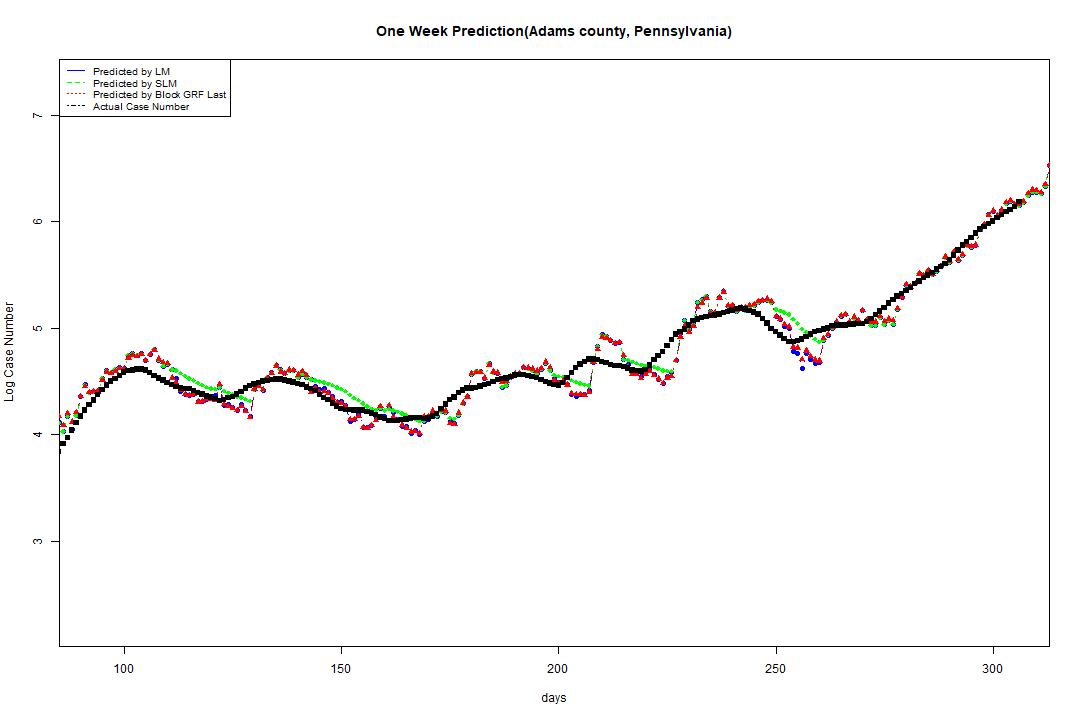 One Week Prediction(Adams county, Pennsylvania)
Predicted by LM
Predicted by SLM
Predicted by Block GRF Last
Actual Case Number
7
6
5
4
3
Log Case Number
100 150 200 250 300
days